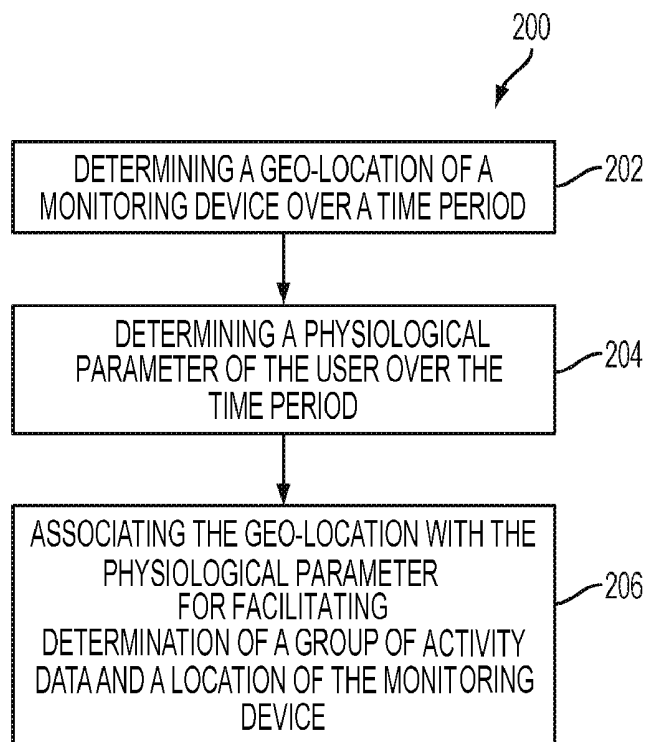 200
DETERMINING A GEO-LOCATION OF A
MONITORING DEVICE OVER A TIME PERIOD
202
DETERMINING A PHYSIOLOGICAL
PARAMETER OF THE USER OVER THE
TIME PERIOD
204
ASSOCIATING THE GEO-LOCATION WITH THE
PHYSIOLOGICAL PARAMETER
FOR FACILITATING
DETERMINATION OF A GROUP OF ACTIVITY
DATA AND A LOCATION OF THE MONITORING
DEVICE
206